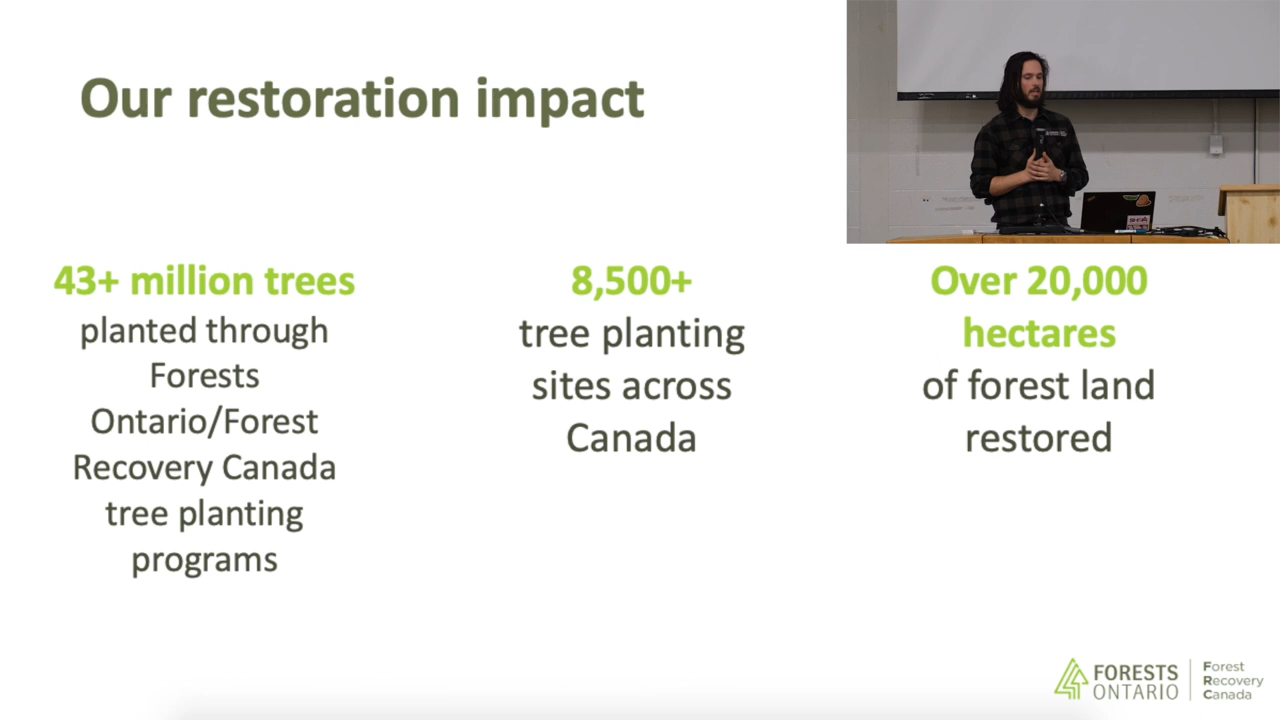 Our restoration impact
43+ million trees
planted through
Forests
Ontario/Forest
Recovery Canada
tree planting
programs
8,500+
tree planting
sites across
Canada
Over 20,000
hectares
of forest land
restored
FORESTS
ONTARIO
Forest
Recovery
Canada